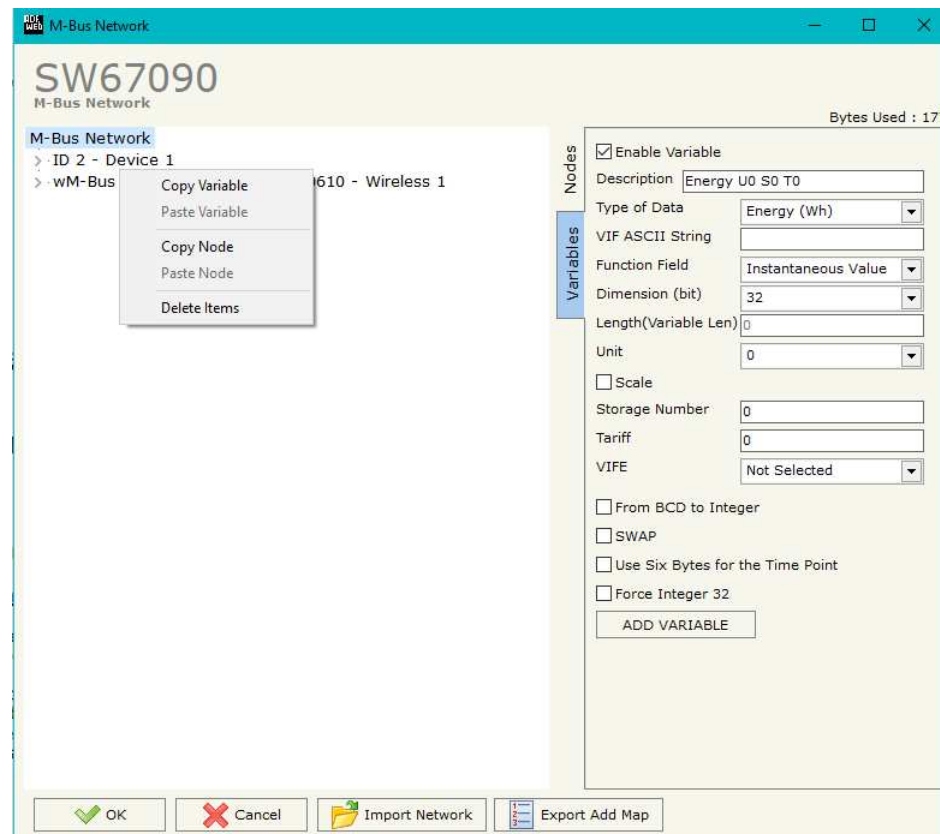 ADF WEB M-Bus Network
SW67090
M-Bus Network
Bytes Used : 17
M-Bus Network
ID 2 - Device 1
wM-Bus 0610 - Wireless 1
Copy Variable
Paste Variable
Copy Node
Paste Node
Delete Items
Nodes
Variables
Enable Variable
Description Energy U0 S0 T0
Type of Data Energy (Wh)
VIF ASCII String
Function Field Instantaneous Value
Dimension (bit) 32
Length(Variable Len) 0
Unit 0
Scale
Storage Number 0
Tariff 0
VIFE Not Selected
From BCD to Integer
SWAP
Use Six Bytes for the Time Point
Force Integer 32
ADD VARIABLE
OK Cancel Import Network Export Add Map